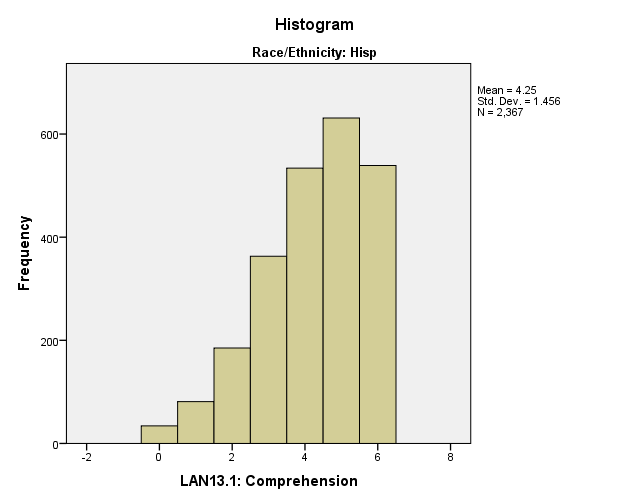 Histogram
Race/Ethnicity: Hisp
Mean = 4.25
Std. Dev. = 1.456
N = 2,367
600
400
200
0
Frequency
-2 0 2 4 6 8
LAN13.1: Comprehension